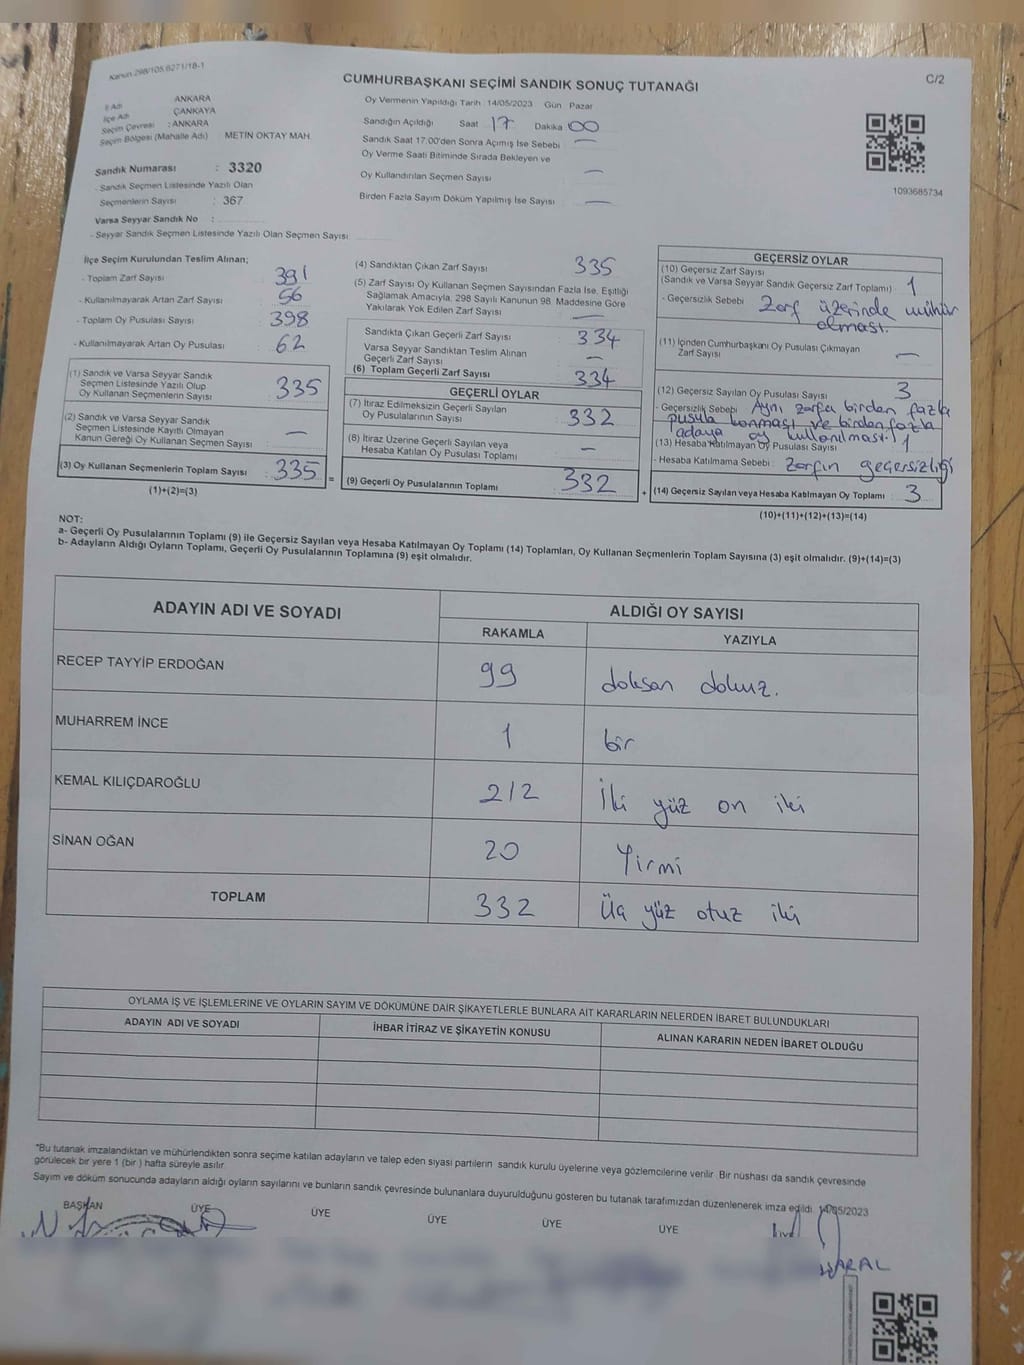 Kanun 298/105,6271/18-1
C/2
CUMHURBAŞKANI SEÇİMİ SANDIK SONUÇ TUTANAĞI
İl Adı ANKARA
İlçe Adı ÇANKAYA
Seçim Çevresi : ANKARA
Seçim Bölgesi (Mahalle Adı) : METİN OKTAY MAH
Sandık Numarası : 3320
- Sandık Seçmen Listesinde Yazılı Olan
Seçmenlerin Sayısı : 367
Varsa Seyyar Sandık No :
- Seyyar Sandık Seçmen Listesinde Yazılı Olan Seçmen Sayısı
Oy Vermenin Yapıldığı Tarih :14/05/2023 Gün Pazar
Sandığın Açıldığı Saat 17 Dakika 00
Sandık Saat 17:00'den Sonra Açımış İse Sebebi —
Oy Verme Saati Bitiminde Sırada Bekleyen ve
Oy Kullandırılan Seçmen Sayısı —
Birden Fazla Sayım Döküm Yapılmış İse Sayısı —
1093685734
İlçe Seçim Kurulundan Teslim Alınan;
- Toplam Zarf Sayısı 391
- Kullanılmayarak Artan Zarf Sayısı 56
- Toplam Oy Pusulası Sayısı 398
- Kullanılmayarak Artan Oy Pusulası 62
(1) Sandık ve Varsa Seyyar Sandık
Seçmen Listesinde Yazılı Olup
Oy Kullanan Seçmenlerin Sayısı 335
(2) Sandık ve Varsa Seyyar Sandık
Seçmen Listesinde Kayıtlı Olmayan
Kanun Gereği Oy Kullanan Seçmen Sayısı —
(3) Oy Kullanan Seçmenlerin Toplam Sayısı 335 =
(1)+(2)=(3)
(4) Sandıktan Çıkan Zarf Sayısı 335
(5) Zarf Sayısı Oy Kullanan Seçmen Sayısından Fazla İse, Eşitliği
Sağlamak Amacıyla, 298 Sayılı Kanunun 98. Maddesine Göre
Yakılarak Yok Edilen Zarf Sayısı —
Sandıkta Çıkan Geçerli Zarf Sayısı 334
Varsa Seyyar Sandıktan Teslim Alınan
Geçerli Zarf Sayısı —
(6) Toplam Geçerli Zarf Sayısı 334
GEÇERLİ OYLAR
(7) İtiraz Edilmeksizin Geçerli Sayılan
Oy Pusulalarının Sayısı 332
(8) İtiraz Üzerine Geçerli Sayılan veya
Hesaba Katılan Oy Pusulası Toplamı —
(9) Geçerli Oy Pusulalarının Toplamı 332 +
GEÇERSİZ OYLAR
(10) Geçersiz Zarf Sayısı
(Sandık ve Varsa Seyyar Sandık Geçersiz Zarf Toplamı) : 1
- Geçersizlik Sebebi Zarf üzerinde mühür
olması.
(11) İçinden Cumhurbaşkanı Oy Pusulası Çıkmayan
Zarf Sayısı —
(12) Geçersiz Sayılan Oy Pusulası Sayısı 3
- Geçersizlik Sebebi Aynı zarfa birden fazla
pusula konması ve birden fazla
adaya oy kullanılması.
(13) Hesaba Katılmayan Oy Pusulası Sayısı 1
- Hesaba Katılmama Sebebi : zarfın geçersizliği
(14) Geçersiz Sayılan veya Hesaba Katılmayan Oy Toplamı : 3
(10)+(11)+(12)+(13)=(14)
NOT:
a- Geçerli Oy Pusulalarının Toplamı (9) ile Geçersiz Sayılan veya Hesaba Katılmayan Oy Toplamı (14) Toplamları, Oy Kullanan Seçmenlerin Toplam Sayısına (3) eşit olmalıdır. (9)+(14)=(3)
b- Adayların Aldığı Oyların Toplamı, Geçerli Oy Pusulalarının Toplamına (9) eşit olmalıdır.
ADAYIN ADI VE SOYADI
ALDIĞI OY SAYISI
RAKAMLA YAZIYLA
RECEP TAYYİP ERDOĞAN 99 doksan dokuz.
MUHARREM İNCE 1 bir
KEMAL KILIÇDAROĞLU 212 İki yüz on iki
SİNAN OĞAN 20 Yirmi
TOPLAM 332 Üç yüz otuz iki
OYLAMA İŞ VE İŞLEMLERİNE VE OYLARIN SAYIM VE DÖKÜMÜNE DAİR ŞİKAYETLERLE BUNLARA AİT KARARLARIN NELERDEN İBARET BULUNDUKLARI
ADAYIN ADI VE SOYADI İHBAR İTİRAZ VE ŞİKAYETİN KONUSU ALINAN KARARIN NEDEN İBARET OLDUĞU
*Bu tutanak imzalandıktan ve mühürlendikten sonra seçime katılan adayların ve talep eden siyasi partilerin sandık kurulu üyelerine veya gözlemcilerine verilir. Bir nüshası da sandık çevresinde
görülecek bir yere 1 (bir ) hafta süreyle asılır.
Sayım ve döküm sonucunda adayların aldığı oyların sayılarını ve bunların sandık çevresinde bulunanlara duyurulduğunu gösteren bu tutanak tarafımızdan düzenlenerek imza edildi. 14/05/2023
BAŞKAN ÜYE ÜYE ÜYE ÜYE ÜYE